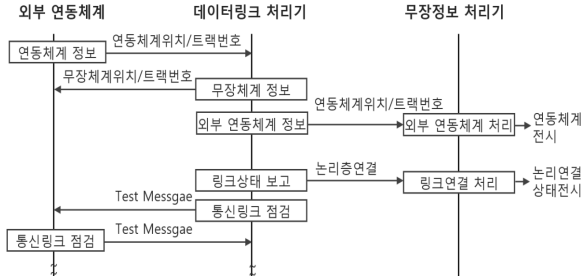 외부 연동체계 데이터링크 처리기 무장정보 처리기
연동체계위치/트랙번호
연동체계 정보
무장체계위치/트랙번호
무장체계 정보
연동체계위치/트랙번호
외부 연동체계 정보
외부 연동체계 처리
연동체계
전시
논리층연결
링크상태 보고
링크연결 처리
논리연결
상태전시
Test Messgae
통신링크 점검
Test Messgae
통신링크 점검